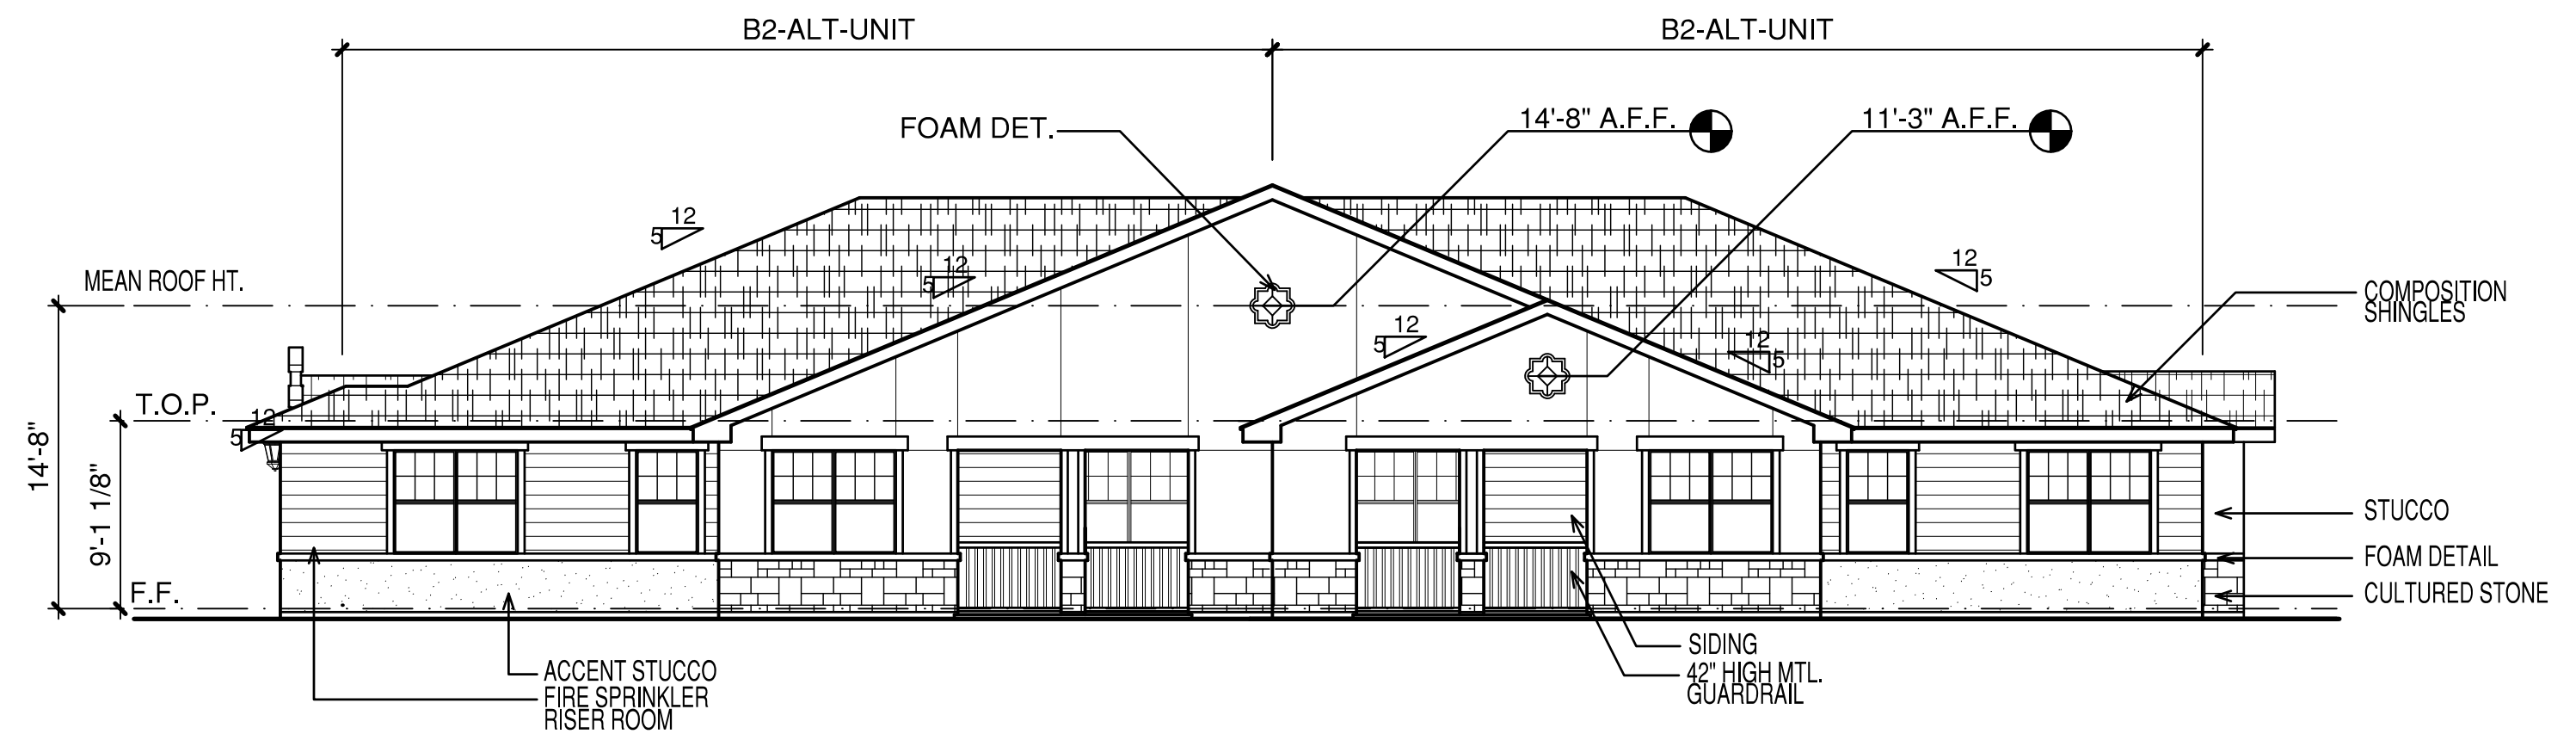 B2-ALT-UNIT
B2-ALT-UNIT
FOAM DET.
14'-8" A.F.F.
11'-3" A.F.F.
12
5
12
5
12
5
MEAN ROOF HT.
COMPOSITION
SHINGLES
12
5
12
5
T.O.P.
12
5
14'-8"
9'-1 1/8"
STUCCO
FOAM DETAIL
F.F.
CULTURED STONE
SIDING
42" HIGH MTL.
GUARDRAIL
ACCENT STUCCO
FIRE SPRINKLER
RISER ROOM